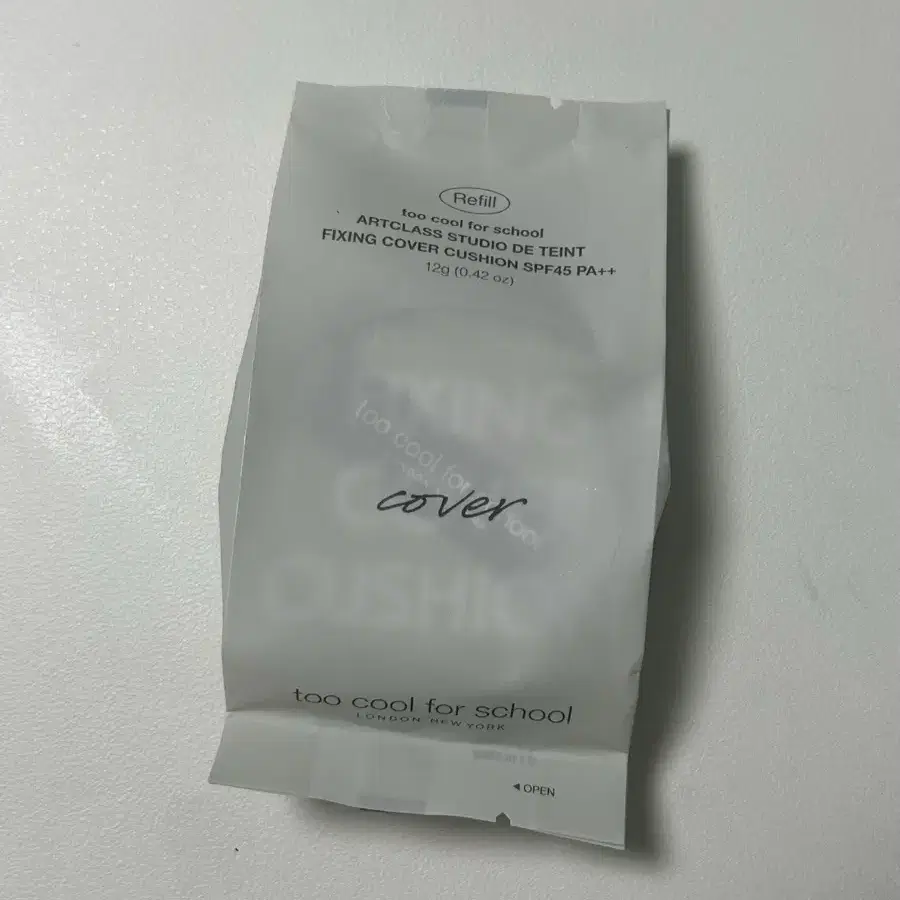 Refill
too cool for school
ARTCLASS STUDIO DE TEINT
FIXING COVER CUSHION SPF45 PA++
12g (0.42 oz)
too cool for
cover
too cool for school
LONDON NEW YORK
OPEN